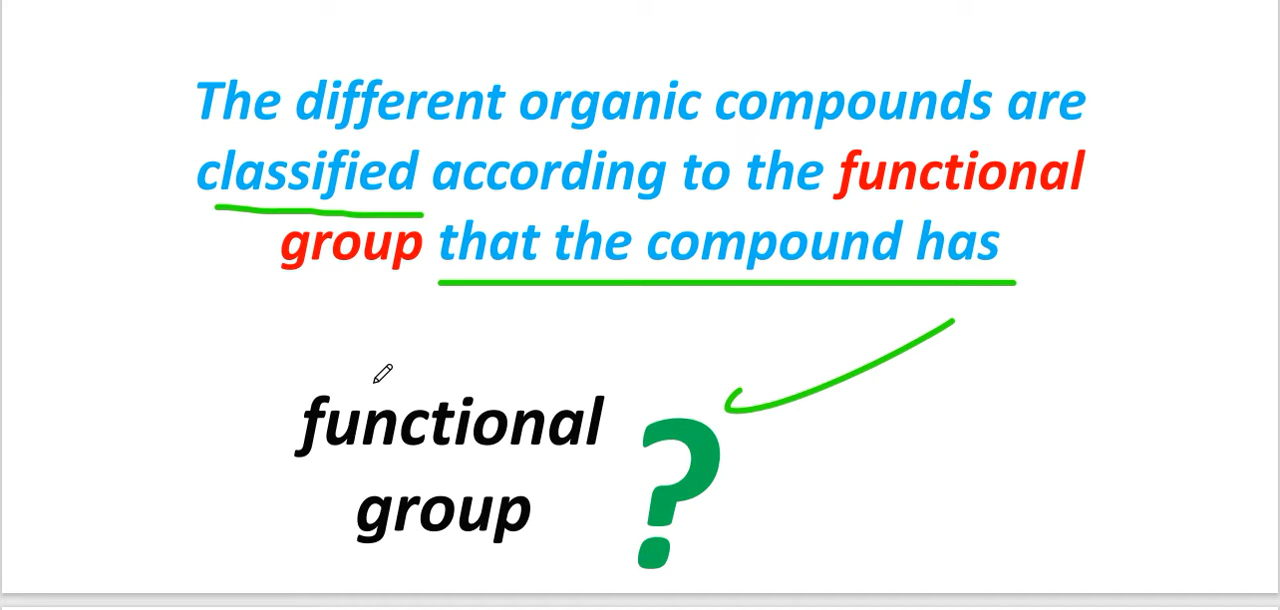 The different organic compounds are
classified according to the functional
group that the compound has
functional
group
?